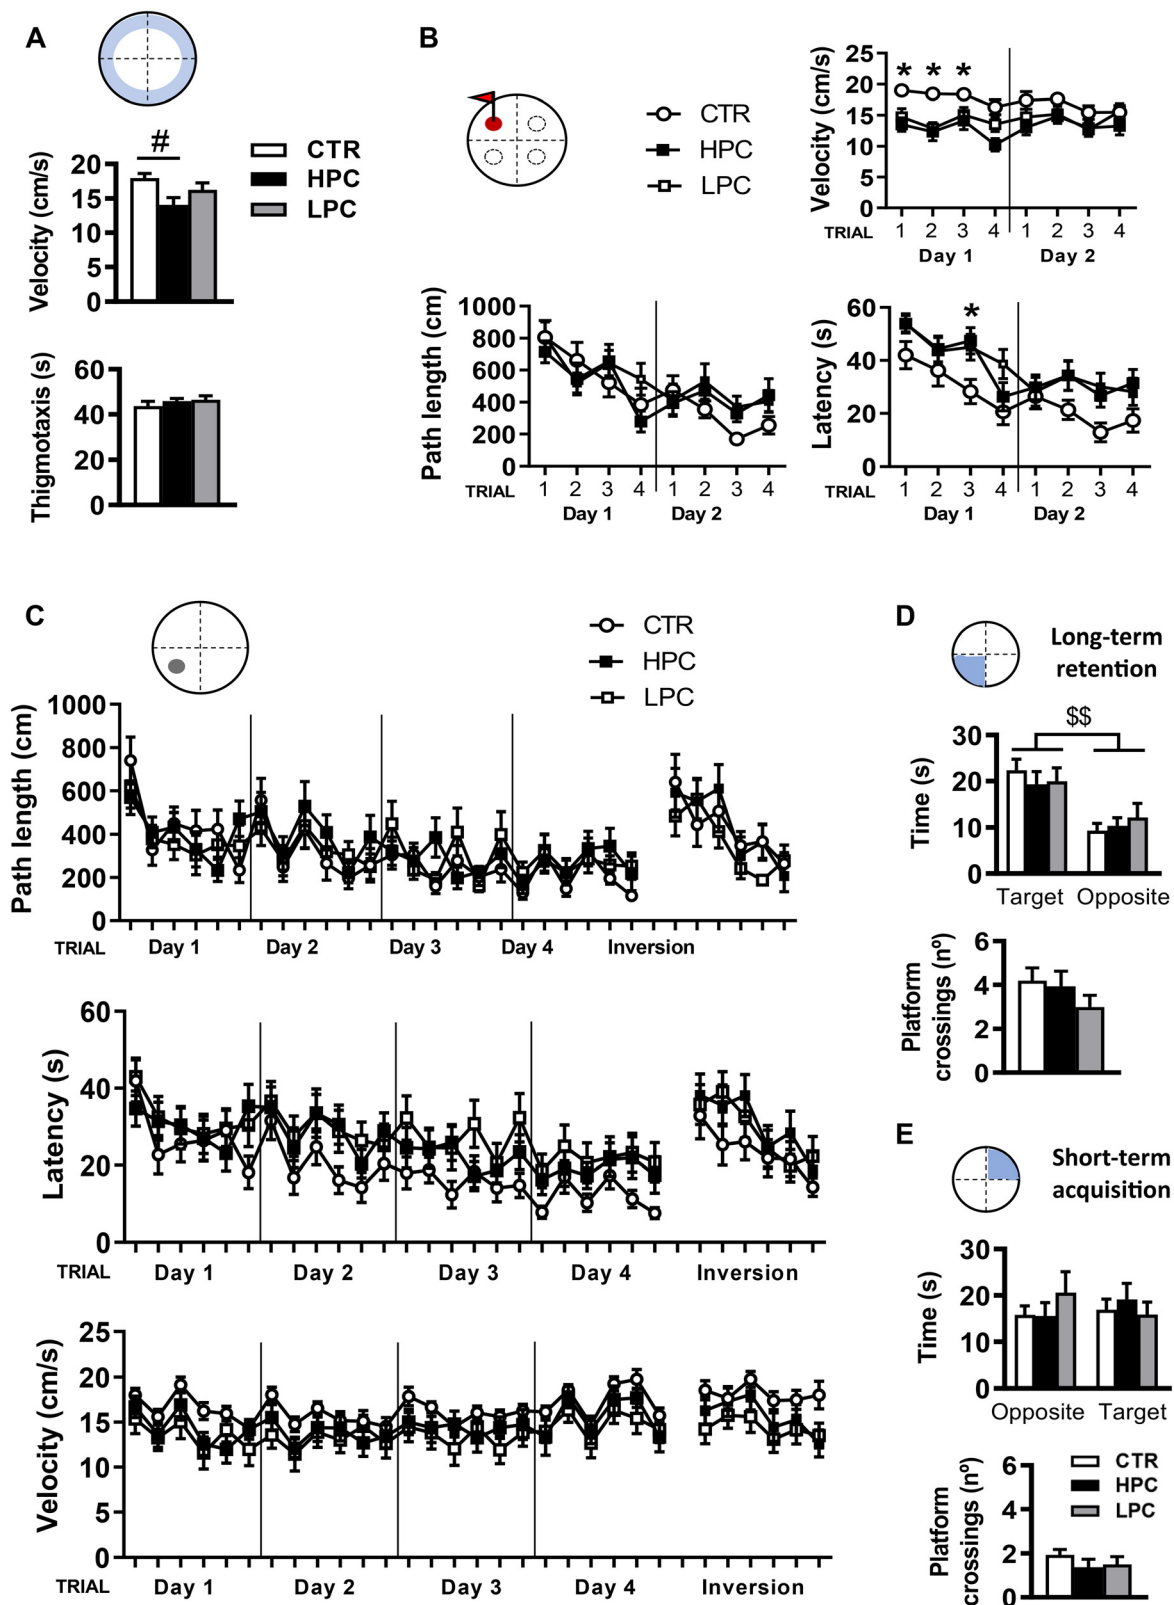 A
#
CTR
HPC
LPC
Velocity (cm/s)
20
15
10
5
0
Thigmotaxis (s)
60
40
20
0
B
CTR
HPC
LPC
Velocity (cm/s)
25
20
15
10
5
0
* * *
TRIAL 1 2 3 4 1 2 3 4
Day 1 Day 2
Path length (cm)
1000
800
600
400
200
0
TRIAL 1 2 3 4 1 2 3 4
Day 1 Day 2
Latency (s)
60
40
20
0
*
TRIAL 1 2 3 4 1 2 3 4
Day 1 Day 2
C
CTR
HPC
LPC
Path length (cm)
1000
800
600
400
200
0
TRIAL Day 1 Day 2 Day 3 Day 4 Inversion
Latency (s)
60
40
20
0
TRIAL Day 1 Day 2 Day 3 Day 4 Inversion
Velocity (cm/s)
25
20
15
10
5
0
TRIAL Day 1 Day 2 Day 3 Day 4 Inversion
D
Long-term
retention
$$
Time (s)
30
20
10
0
Target Opposite
Platform
crossings (nº)
6
4
2
0
E
Short-term
acquisition
Time (s)
30
20
10
0
Opposite Target
Platform
crossings (nº)
6
4
2
0
CTR
HPC
LPC